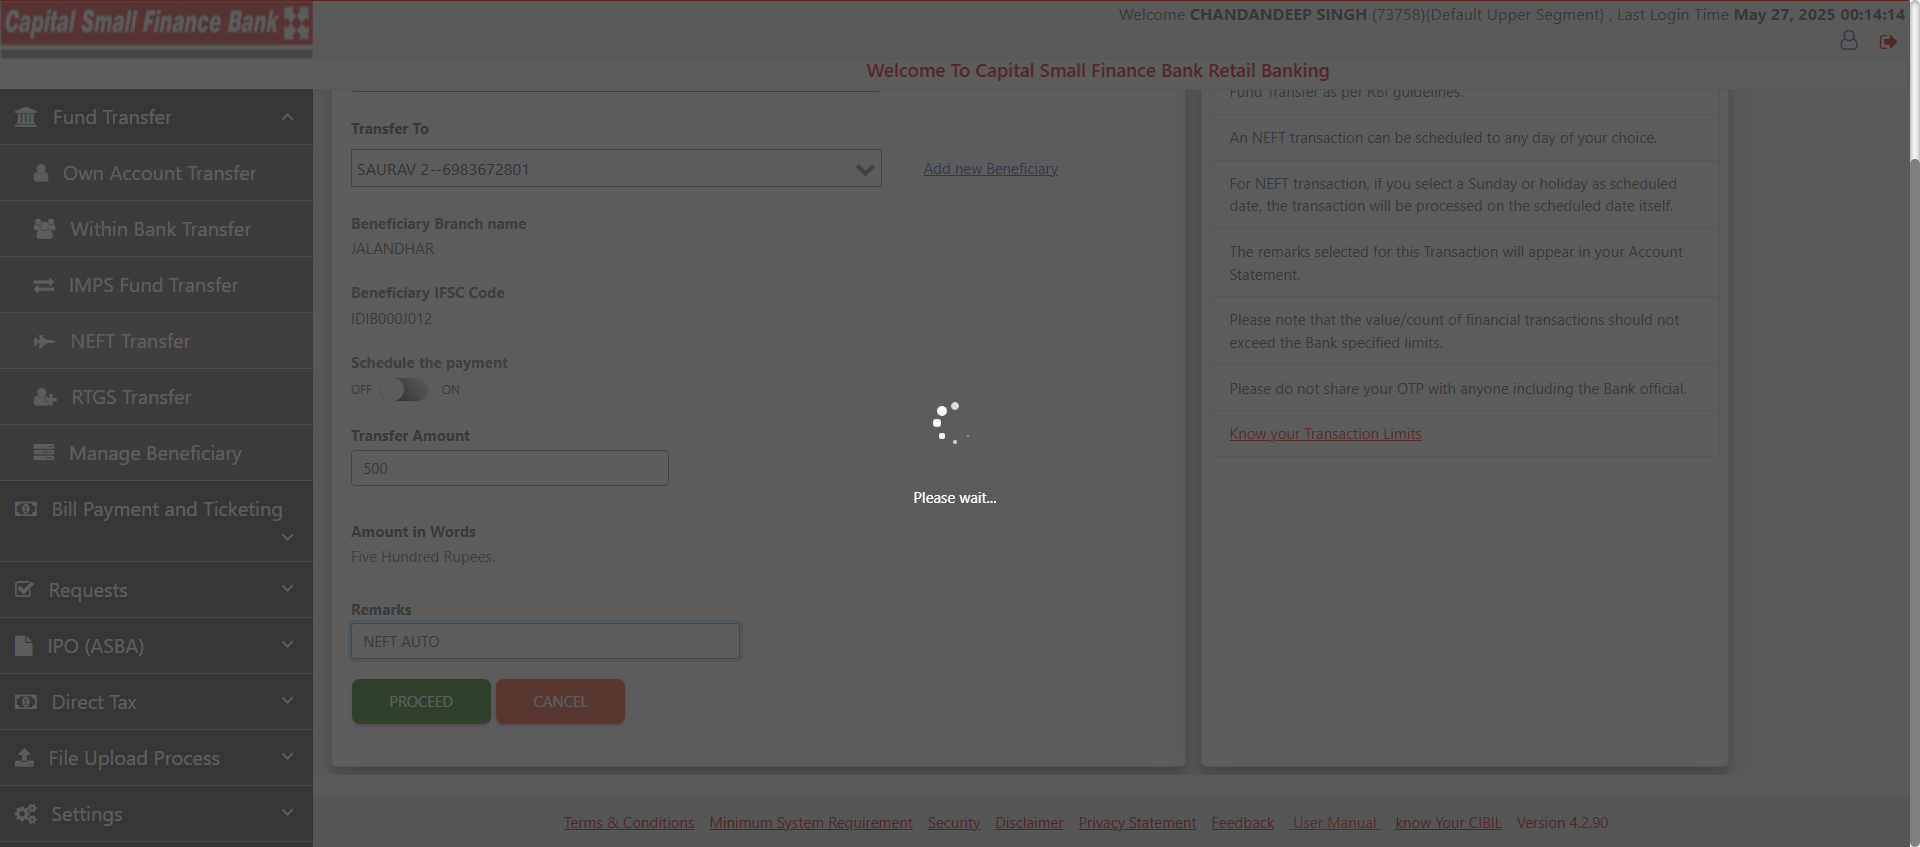 Capital Small Finance Bank
Welcome CHANDANDEEP SINGH (73758){Default Upper Segment} , Last Login Time May 27, 2025 00:14:14
Welcome To Capital Small Finance Bank Retail Banking
Fund Transfer
Own Account Transfer
Within Bank Transfer
IMPS Fund Transfer
NEFT Transfer
RTGS Transfer
Manage Beneficiary
Bill Payment and Ticketing
Requests
IPO (ASBA)
Direct Tax
File Upload Process
Settings
Transfer To
SAURAV 2--6983672801
Add new Beneficiary
Beneficiary Branch name
JALANDHAR
Beneficiary IFSC Code
IDIB000J012
Schedule the payment
OFF ON
Transfer Amount
500
Amount in Words
Five Hundred Rupees.
Remarks
NEFT AUTO
PROCEED CANCEL
Please wait...
Fund Transfer as per RBI guidelines.
An NEFT transaction can be scheduled to any day of your choice.
For NEFT transaction, if you select a Sunday or holiday as scheduled
date, the transaction will be processed on the scheduled date itself.
The remarks selected for this Transaction will appear in your Account
Statement.
Please note that the value/count of financial transactions should not
exceed the Bank specified limits.
Please do not share your OTP with anyone including the Bank official.
Know your Transaction Limits
Terms & Conditions Minimum System Requirement Security Disclaimer Privacy Statement Feedback User Manual know Your CIBIL Version 4.2.90